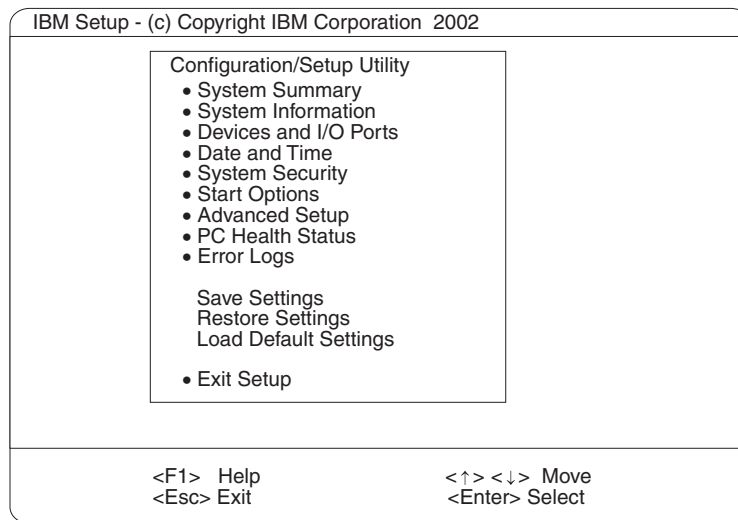 IBM Setup - (c) Copyright IBM Corporation 2002
Configuration/Setup Utility
• System Summary
• System Information
• Devices and I/O Ports
• Date and Time
• System Security
• Start Options
• Advanced Setup
• PC Health Status
• Error Logs
Save Settings
Restore Settings
Load Default Settings
• Exit Setup
<F1> Help <↑> <↓> Move
<Esc> Exit <Enter> Select